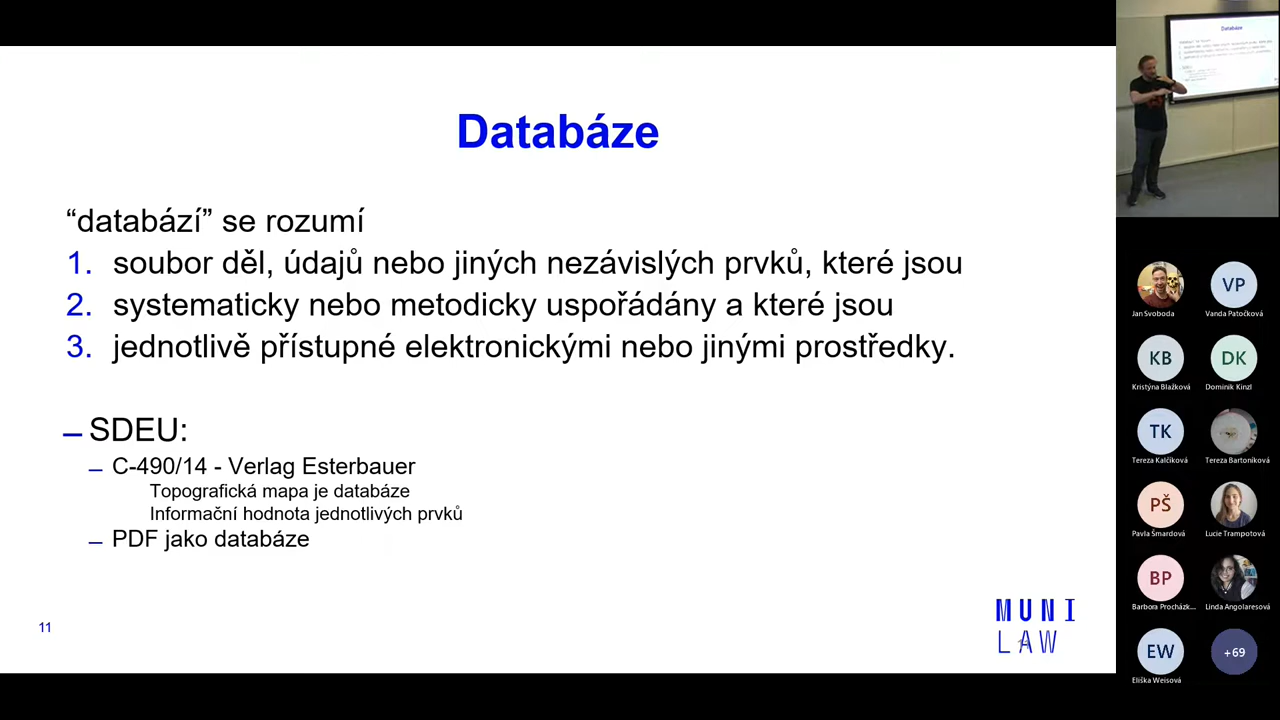 Databáze
“databází” se rozumí
1. soubor děl, údajů nebo jiných nezávislých prvků, které jsou
2. systematicky nebo metodicky uspořádány a které jsou
3. jednotlivě přístupné elektronickými nebo jinými prostředky.
– SDEU:
– C-490/14 - Verlag Esterbauer
Topografická mapa je databáze
Informační hodnota jednotlivých prvků
– PDF jako databáze
11
MUNI
LAW
Databáze
Jan Svoboda
VP
Vanda Patočková
KB
Kristýna Blažková
DK
Dominik Kinzl
TK
Tereza Kalčíková
Tereza Bartoníková
PŠ
Pavla Šmardová
Lucie Trampotová
BP
Barbora Procházk...
Linda Angolaresová
EW
Eliška Weisová
+69